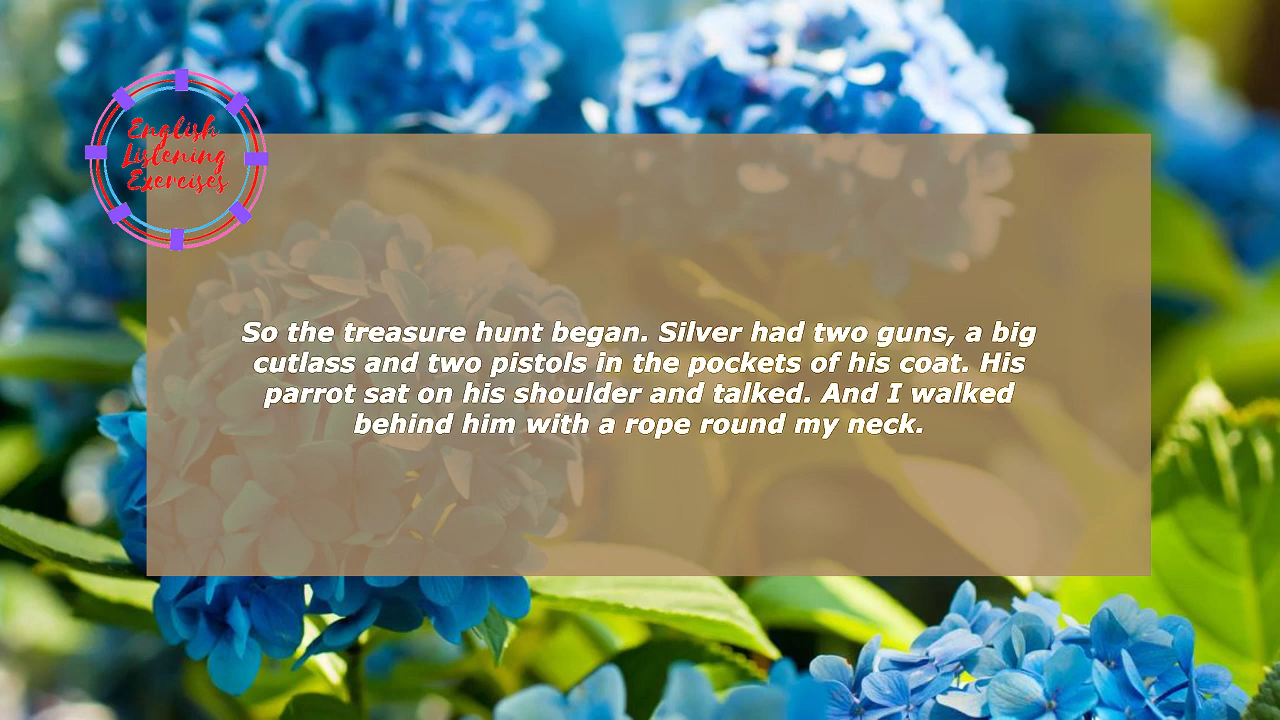 English
Listening
Exercises
So the treasure hunt began. Silver had two guns, a big
cutlass and two pistols in the pockets of his coat. His
parrot sat on his shoulder and talked. And I walked
behind him with a rope round my neck.